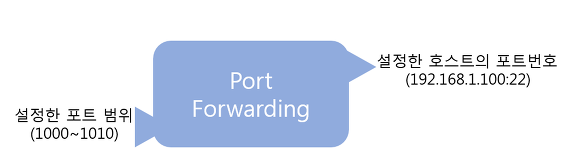 설정한 호스트의 포트번호
(192.168.1.100:22)
Port
Forwarding
설정한 포트 범위
(1000~1010)